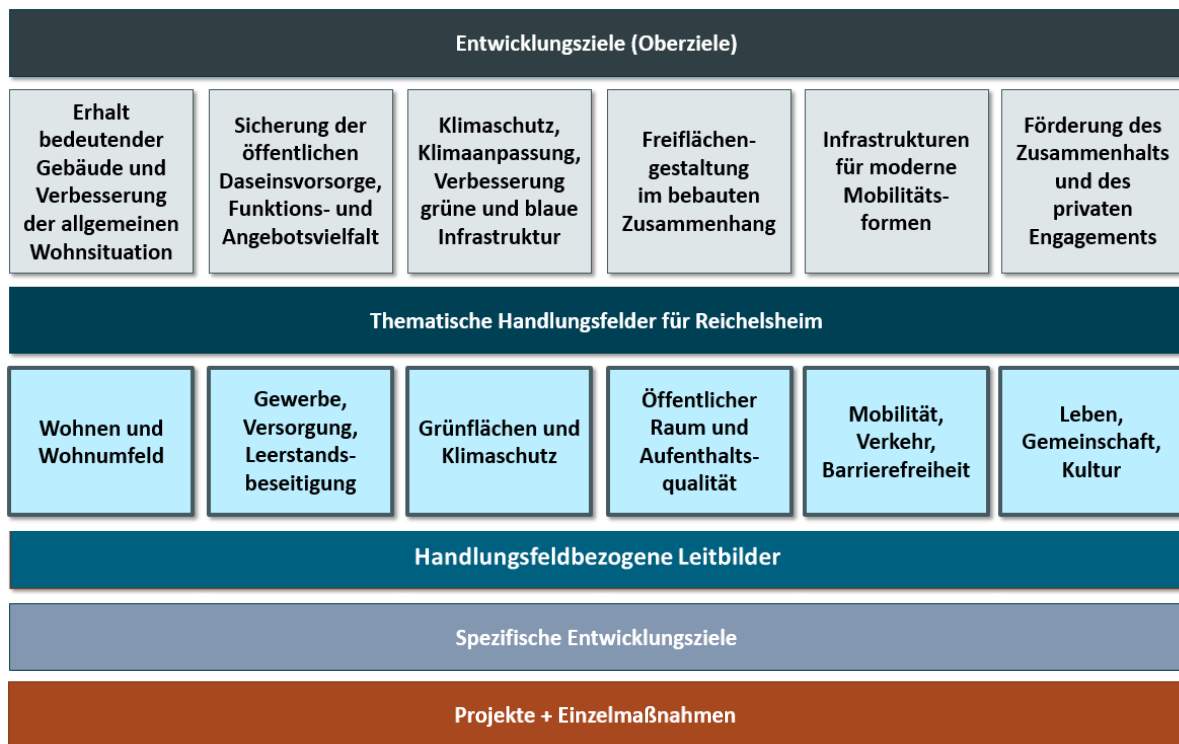 Entwicklungsziele (Oberziele)
Erhalt
bedeutender
Gebäude und
Verbesserung
der allgemeinen
Wohnsituation
Sicherung der
öffentlichen
Daseinsvorsorge,
Funktions- und
Angebotsvielfalt
Klimaschutz,
Klimaanpassung,
Verbesserung
grüne und blaue
Infrastruktur
Freiflächen-
gestaltung
im bebauten
Zusammenhang
Infrastrukturen
für moderne
Mobilitäts-
formen
Förderung des
Zusammenhalts
und des
privaten
Engagements
Thematische Handlungsfelder für Reichelsheim
Wohnen und
Wohnumfeld
Gewerbe,
Versorgung,
Leerstands-
beseitigung
Grünflächen und
Klimaschutz
Öffentlicher
Raum und
Aufenthalts-
qualität
Mobilität,
Verkehr,
Barrierefreiheit
Leben,
Gemeinschaft,
Kultur
Handlungsfeldbezogene Leitbilder
Spezifische Entwicklungsziele
Projekte + Einzelmaßnahmen